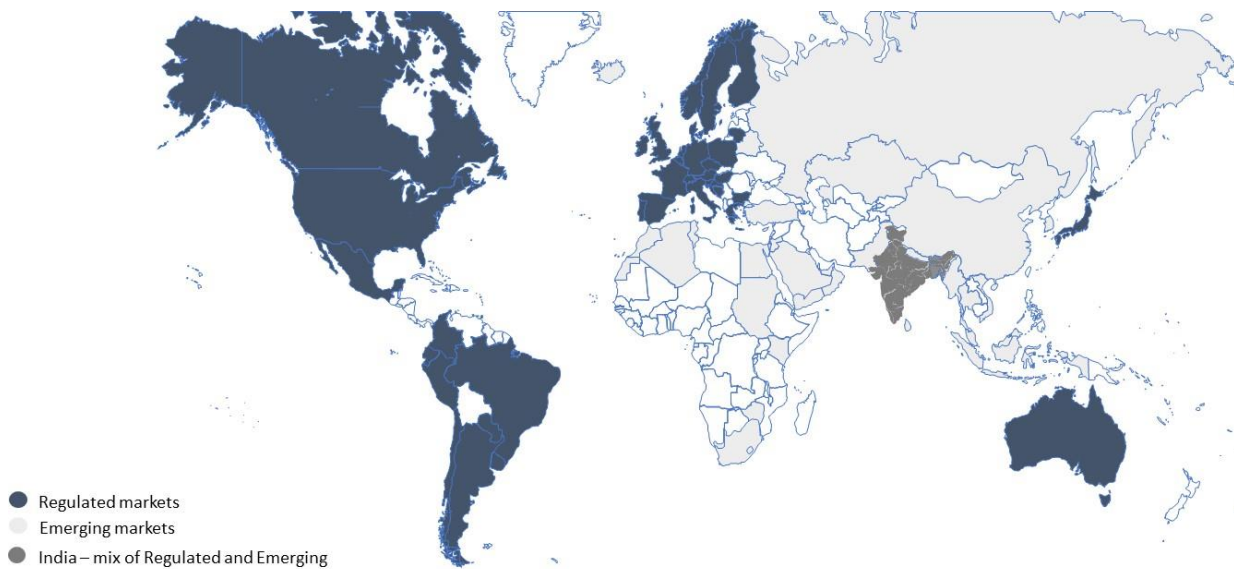 Regulated markets
Emerging markets
India – mix of Regulated and Emerging